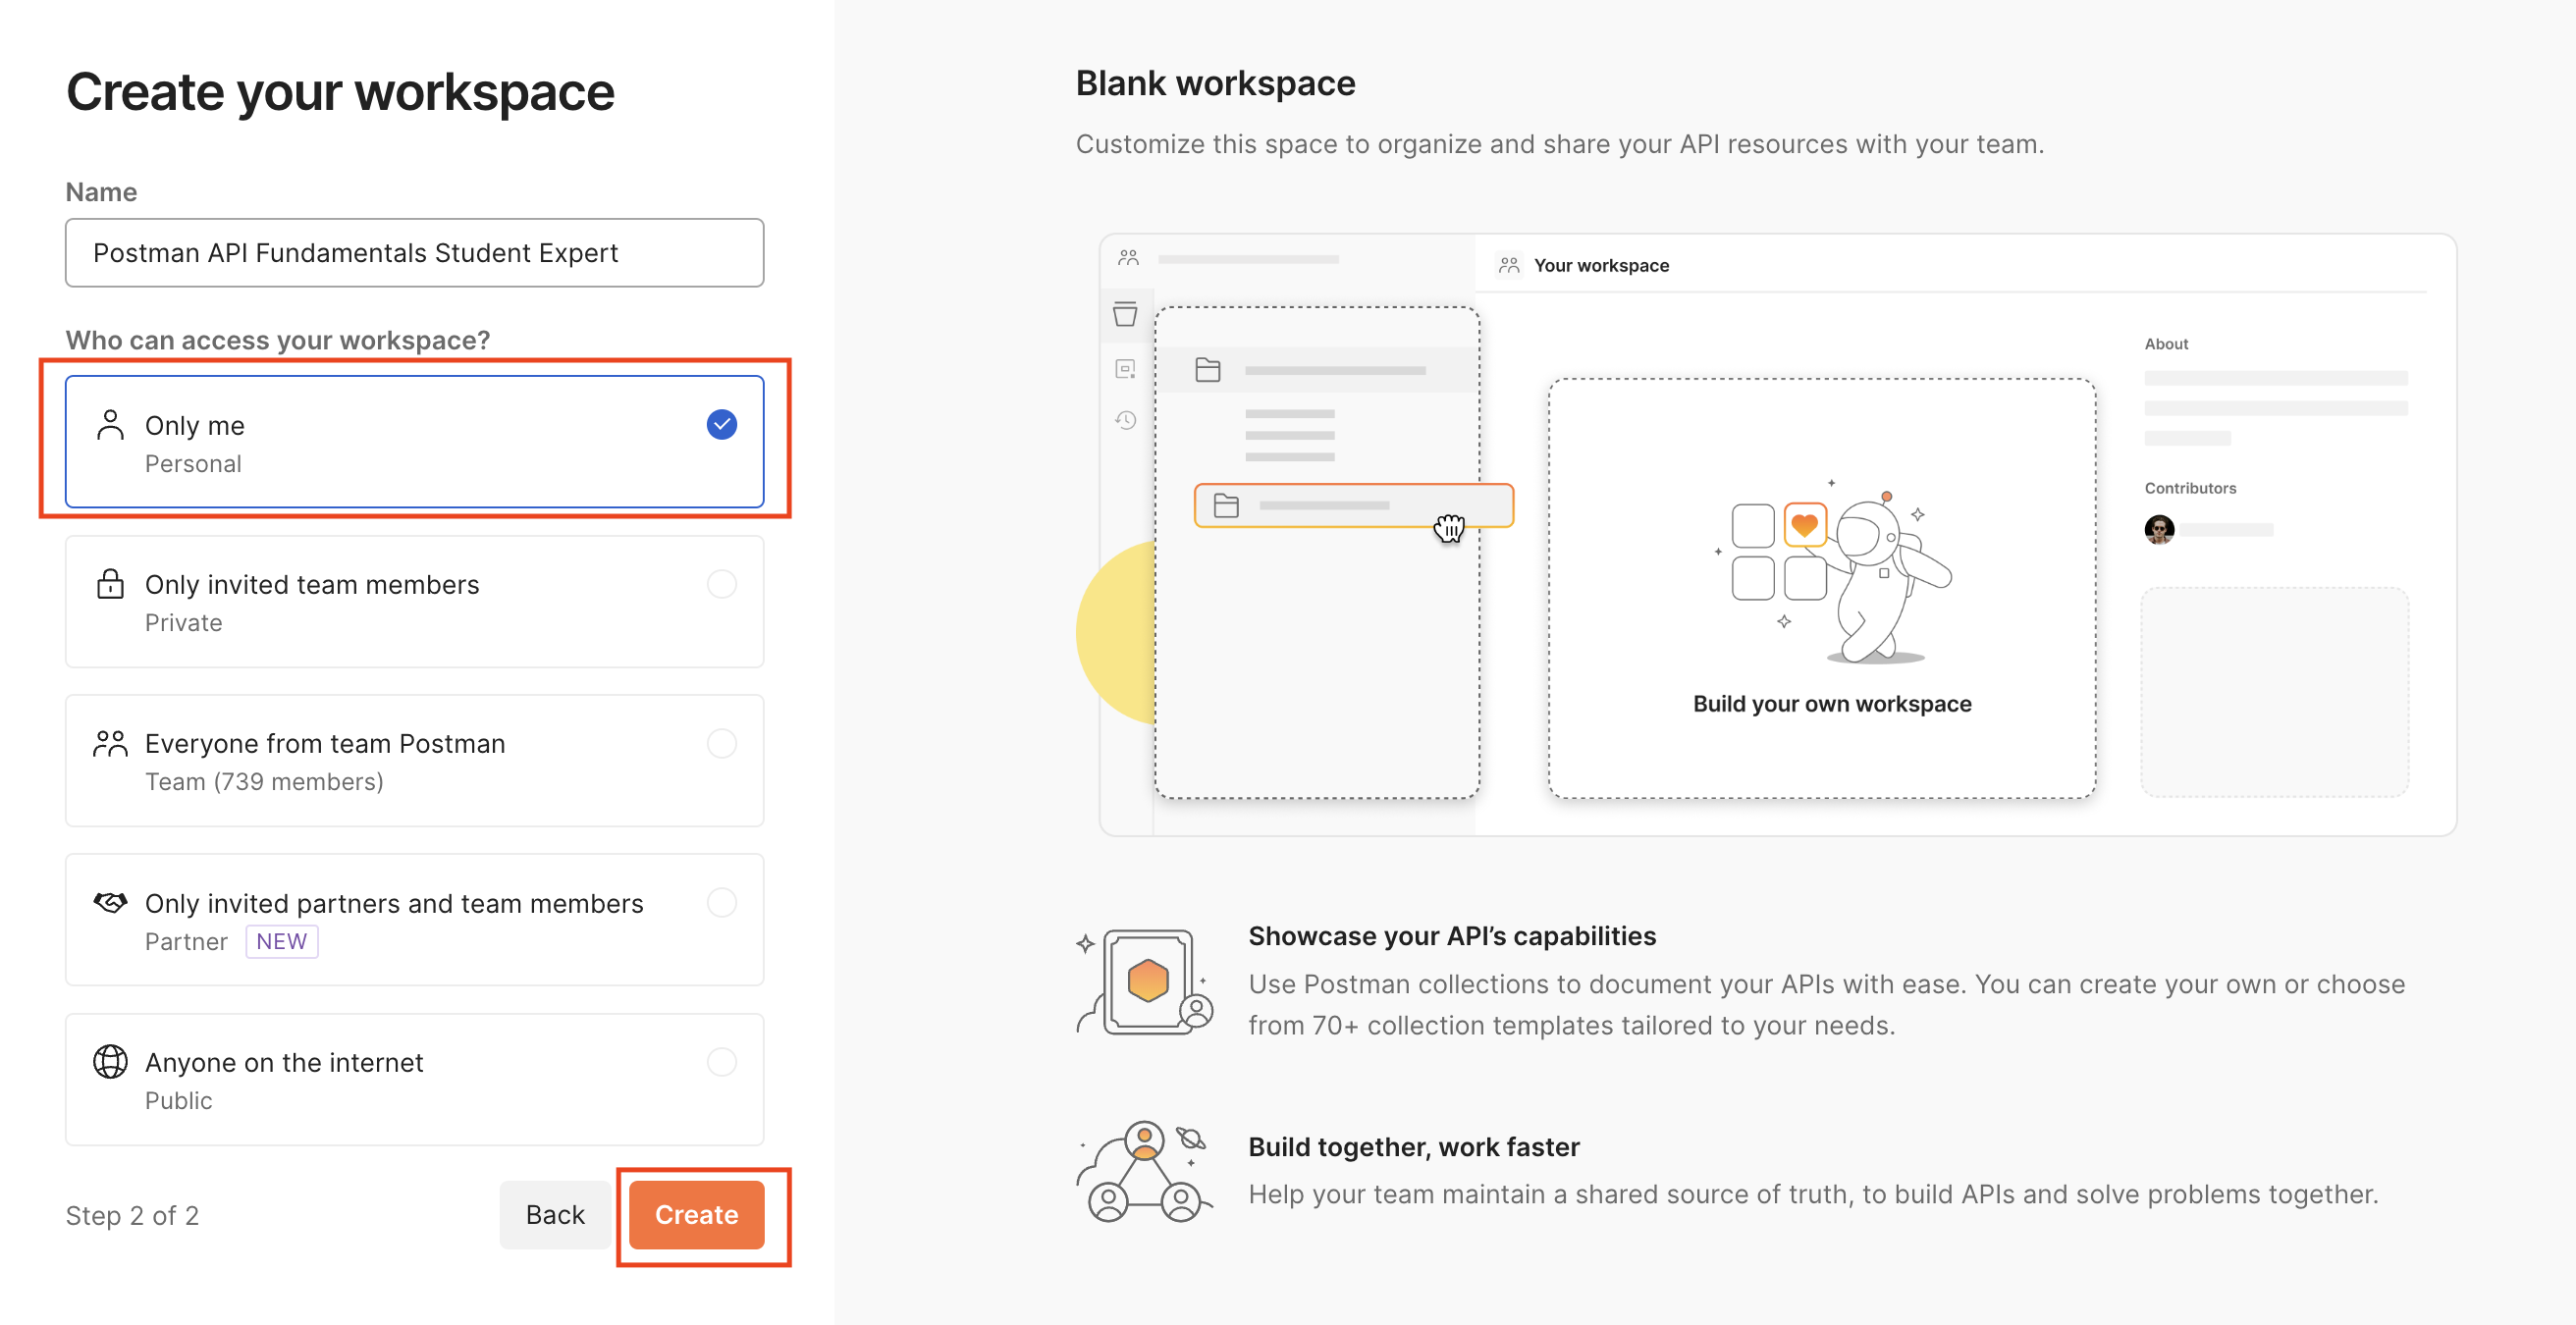 Create your workspace
Name
Postman API Fundamentals Student Expert
Who can access your workspace?
Only me
Personal
Only invited team members
Private
Everyone from team Postman
Team (739 members)
Only invited partners and team members
Partner NEW
Anyone on the internet
Public
Step 2 of 2
Back
Create
Blank workspace
Customize this space to organize and share your API resources with your team.
Your workspace
About
Contributors
Build your own workspace
Showcase your API’s capabilities
Use Postman collections to document your APIs with ease. You can create your own or choose
from 70+ collection templates tailored to your needs.
Build together, work faster
Help your team maintain a shared source of truth, to build APIs and solve problems together.